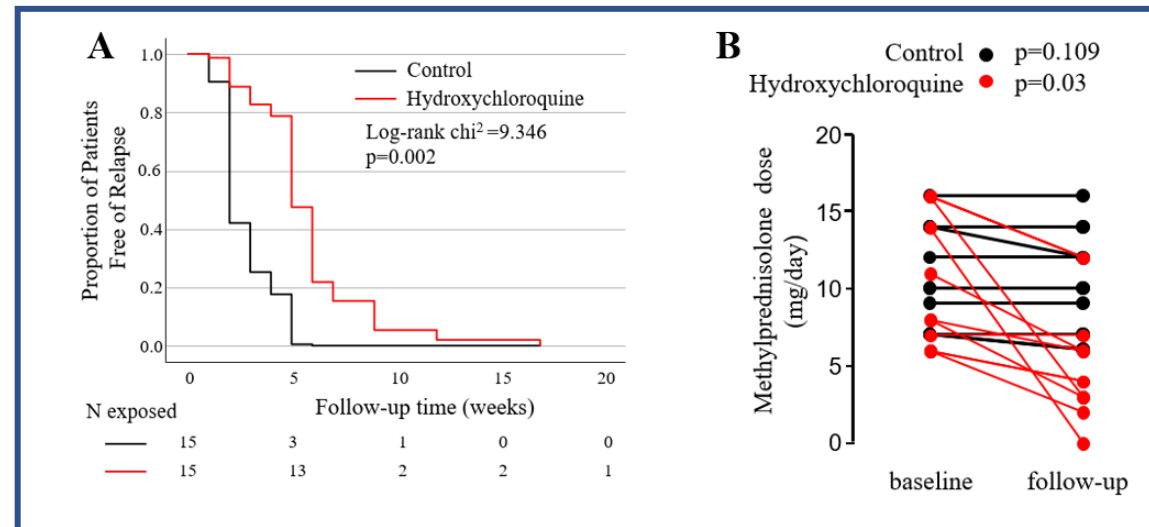 A
1.0
0.8
0.6
0.4
0.2
0.0
Proportion of Patients
Free of Relapse
Control
Hydroxychloroquine
Log-rank chi² =9.346
p=0.002
0 5 10 15 20
Follow-up time (weeks)
N exposed
15 3 1 0 0
15 13 2 2 1
B
Control p=0.109
Hydroxychloroquine p=0.03
Methylprednisolone dose
(mg/day)
20
15
10
5
0
baseline follow-up